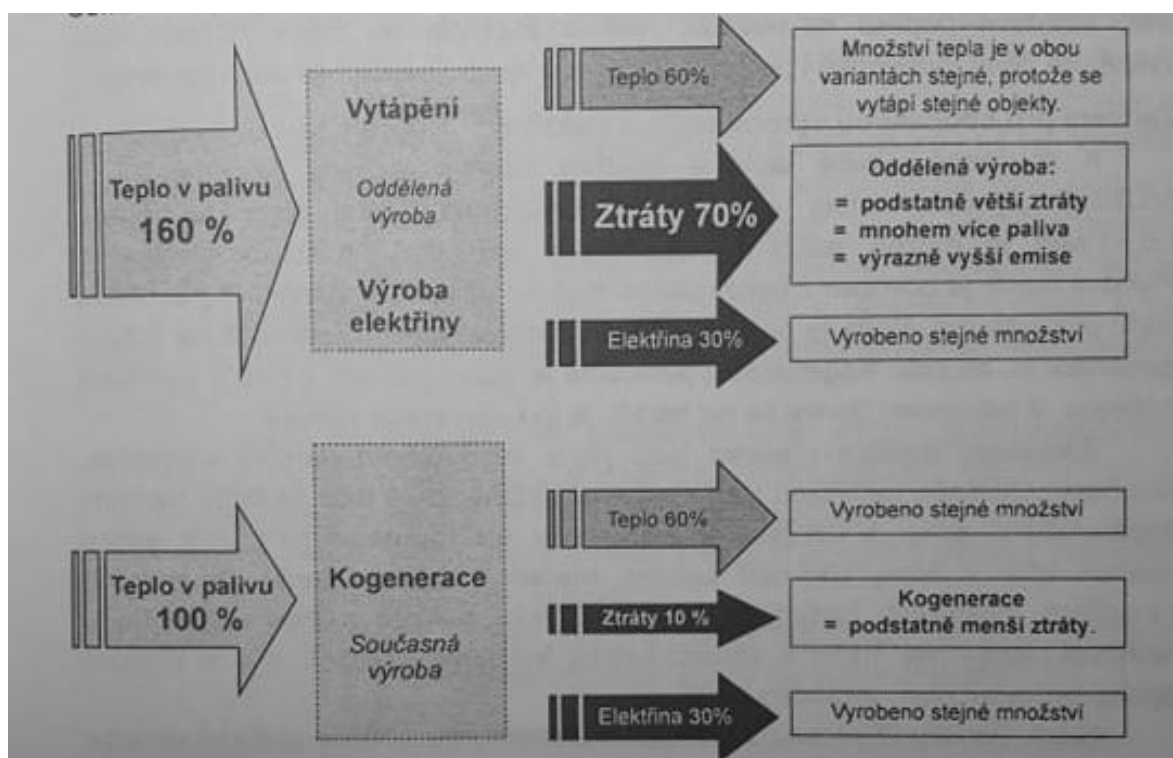 Teplo v palivu
160 %
Vytápění
Oddělená
výroba
Výroba
elektřiny
Teplo 60%
Množství tepla je v obou
variantách stejné, protože se
vytápí stejné objekty.
Ztráty 70%
Oddělená výroba:
= podstatně větší ztráty
= mnohem více paliva
= výrazně vyšší emise
Elektřina 30%
Vyrobeno stejné množství
Teplo v palivu
100 %
Kogenerace
Současná
výroba
Teplo 60%
Vyrobeno stejné množství
Ztráty 10 %
Kogenerace
= podstatně menší ztráty.
Elektřina 30%
Vyrobeno stejné množství